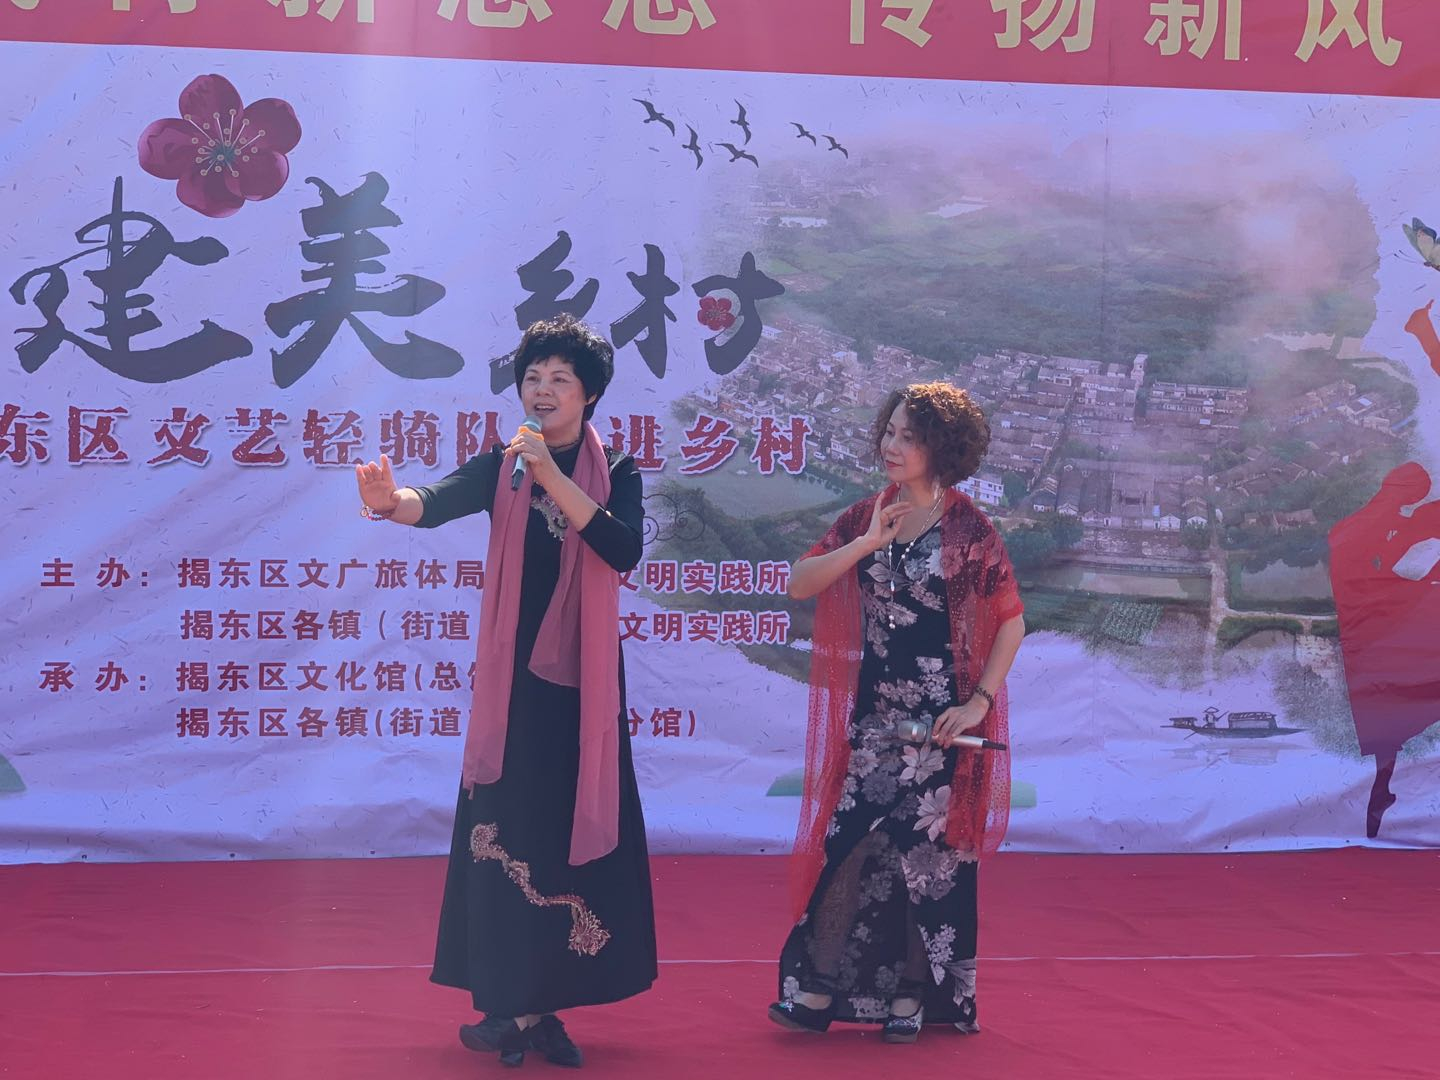 传扬新风
建美乡村
东区文艺轻骑队 进乡村
主 办：揭东区文广旅体局 文明实践所
揭东区各镇（街道 文明实践所
承 办：揭东区文化馆(总
揭东区各镇(街道 分馆)